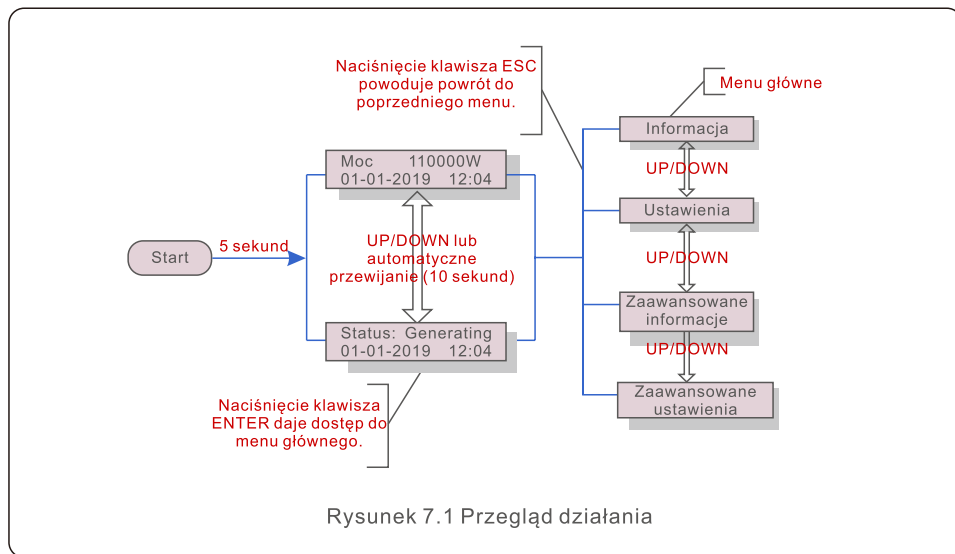 Naciśnięcie klawisza ESC
powoduje powrót do
poprzedniego menu.
Menu główne
Informacja
UP/DOWN
Ustawienia
UP/DOWN
Zaawansowane
informacje
UP/DOWN
Zaawansowane
ustawienia
Moc 110000W
01-01-2019 12:04
Start
5 sekund
UP/DOWN lub
automatyczne
przewijanie (10 sekund)
Status: Generating
01-01-2019 12:04
Naciśnięcie klawisza
ENTER daje dostęp do
menu głównego.
Rysunek 7.1 Przegląd działania